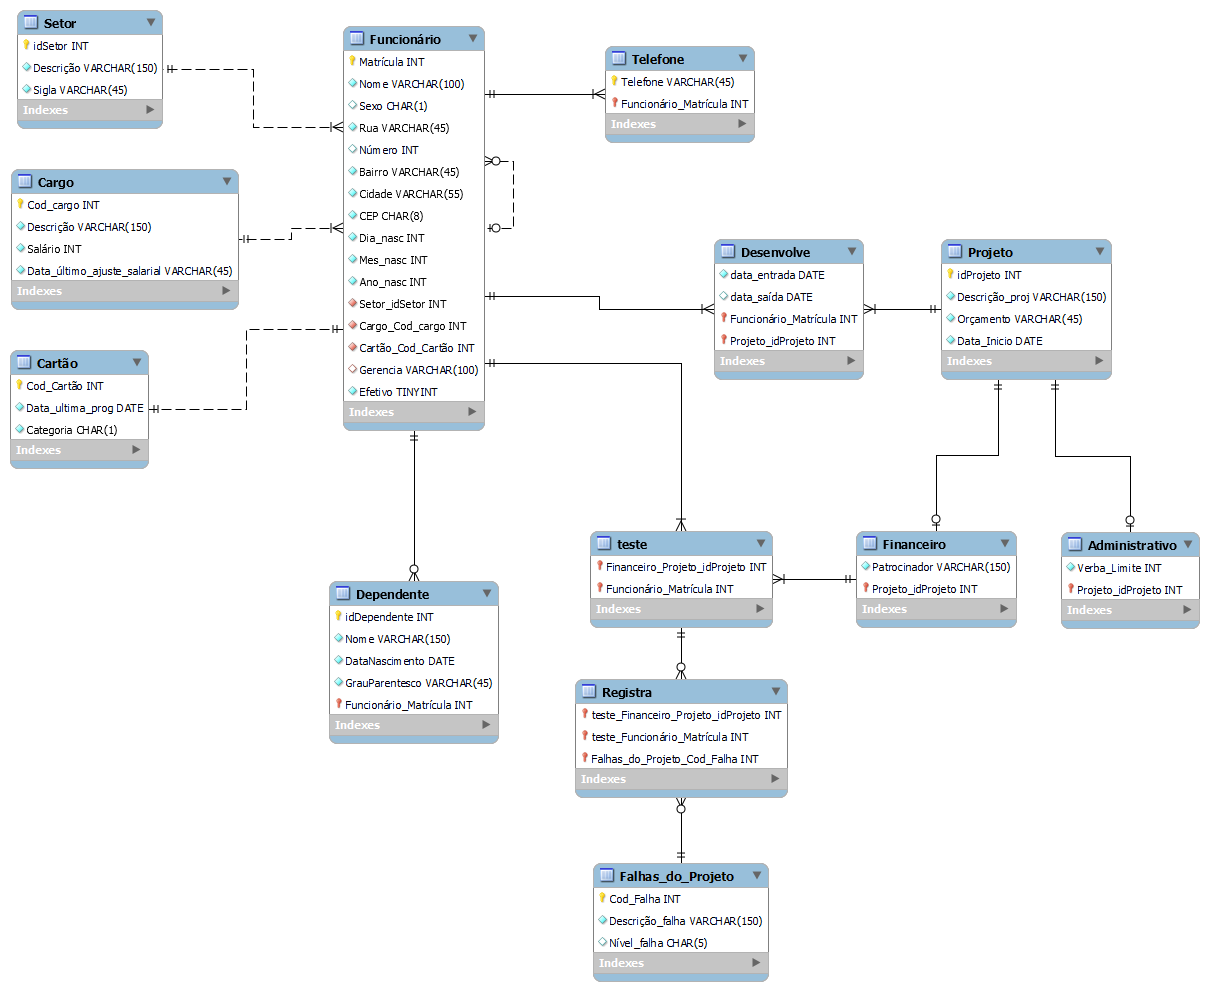 Setor
idSetor INT
Descrição VARCHAR(150)
Sigla VARCHAR(45)
Indexes
Cargo
Cod_cargo INT
Descrição VARCHAR(150)
Salário INT
Data_último_ajuste_salarial VARCHAR(45)
Indexes
Cartão
Cod_Cartão INT
Data_ultima_prog DATE
Categoria CHAR(1)
Indexes
Funcionário
Matrícula INT
Nome VARCHAR(100)
Sexo CHAR(1)
Rua VARCHAR(45)
Número INT
Bairro VARCHAR(45)
Cidade VARCHAR(55)
CEP CHAR(8)
Dia_nasc INT
Mes_nasc INT
Ano_nasc INT
Setor_idSetor INT
Cargo_Cod_cargo INT
Cartão_Cod_Cartão INT
Gerencia VARCHAR(100)
Efetivo TINYINT
Indexes
Telefone
Telefone VARCHAR(45)
Funcionário_Matrícula INT
Indexes
Desenvolve
data_entrada DATE
data_saída DATE
Funcionário_Matrícula INT
Projeto_idProjeto INT
Indexes
Projeto
idProjeto INT
Descrição_proj VARCHAR(150)
Orçamento VARCHAR(45)
Data_Inicio DATE
Indexes
Dependente
idDependente INT
Nome VARCHAR(150)
DataNascimento DATE
GrauParentesco VARCHAR(45)
Funcionário_Matrícula INT
Indexes
teste
Financeiro_Projeto_idProjeto INT
Funcionário_Matrícula INT
Indexes
Financeiro
Patrocinador VARCHAR(150)
Projeto_idProjeto INT
Indexes
Administrativo
Verba_Limite INT
Projeto_idProjeto INT
Indexes
Registra
teste_Financeiro_Projeto_idProjeto INT
teste_Funcionário_Matrícula INT
Falhas_do_Projeto_Cod_Falha INT
Indexes
Falhas_do_Projeto
Cod_Falha INT
Descrição_falha VARCHAR(150)
Nível_falha CHAR(5)
Indexes